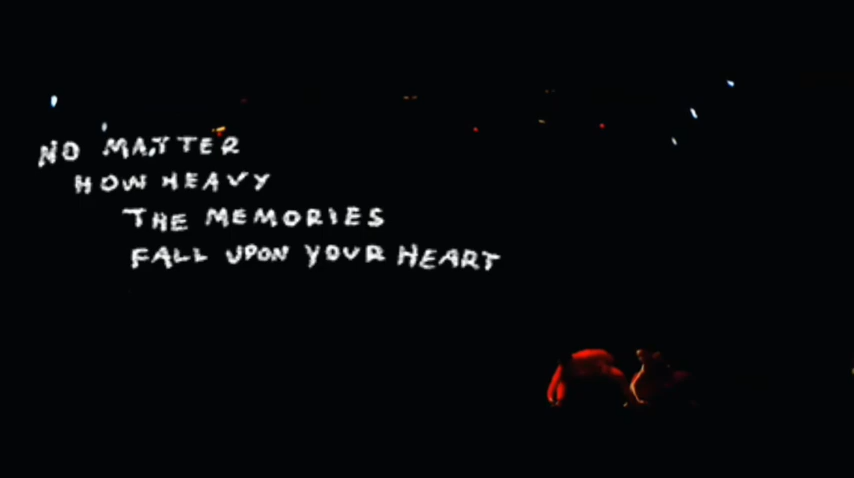 NO MATTER
HOW HEAVY
THE MEMORIES
FALL UPON YOUR HEART